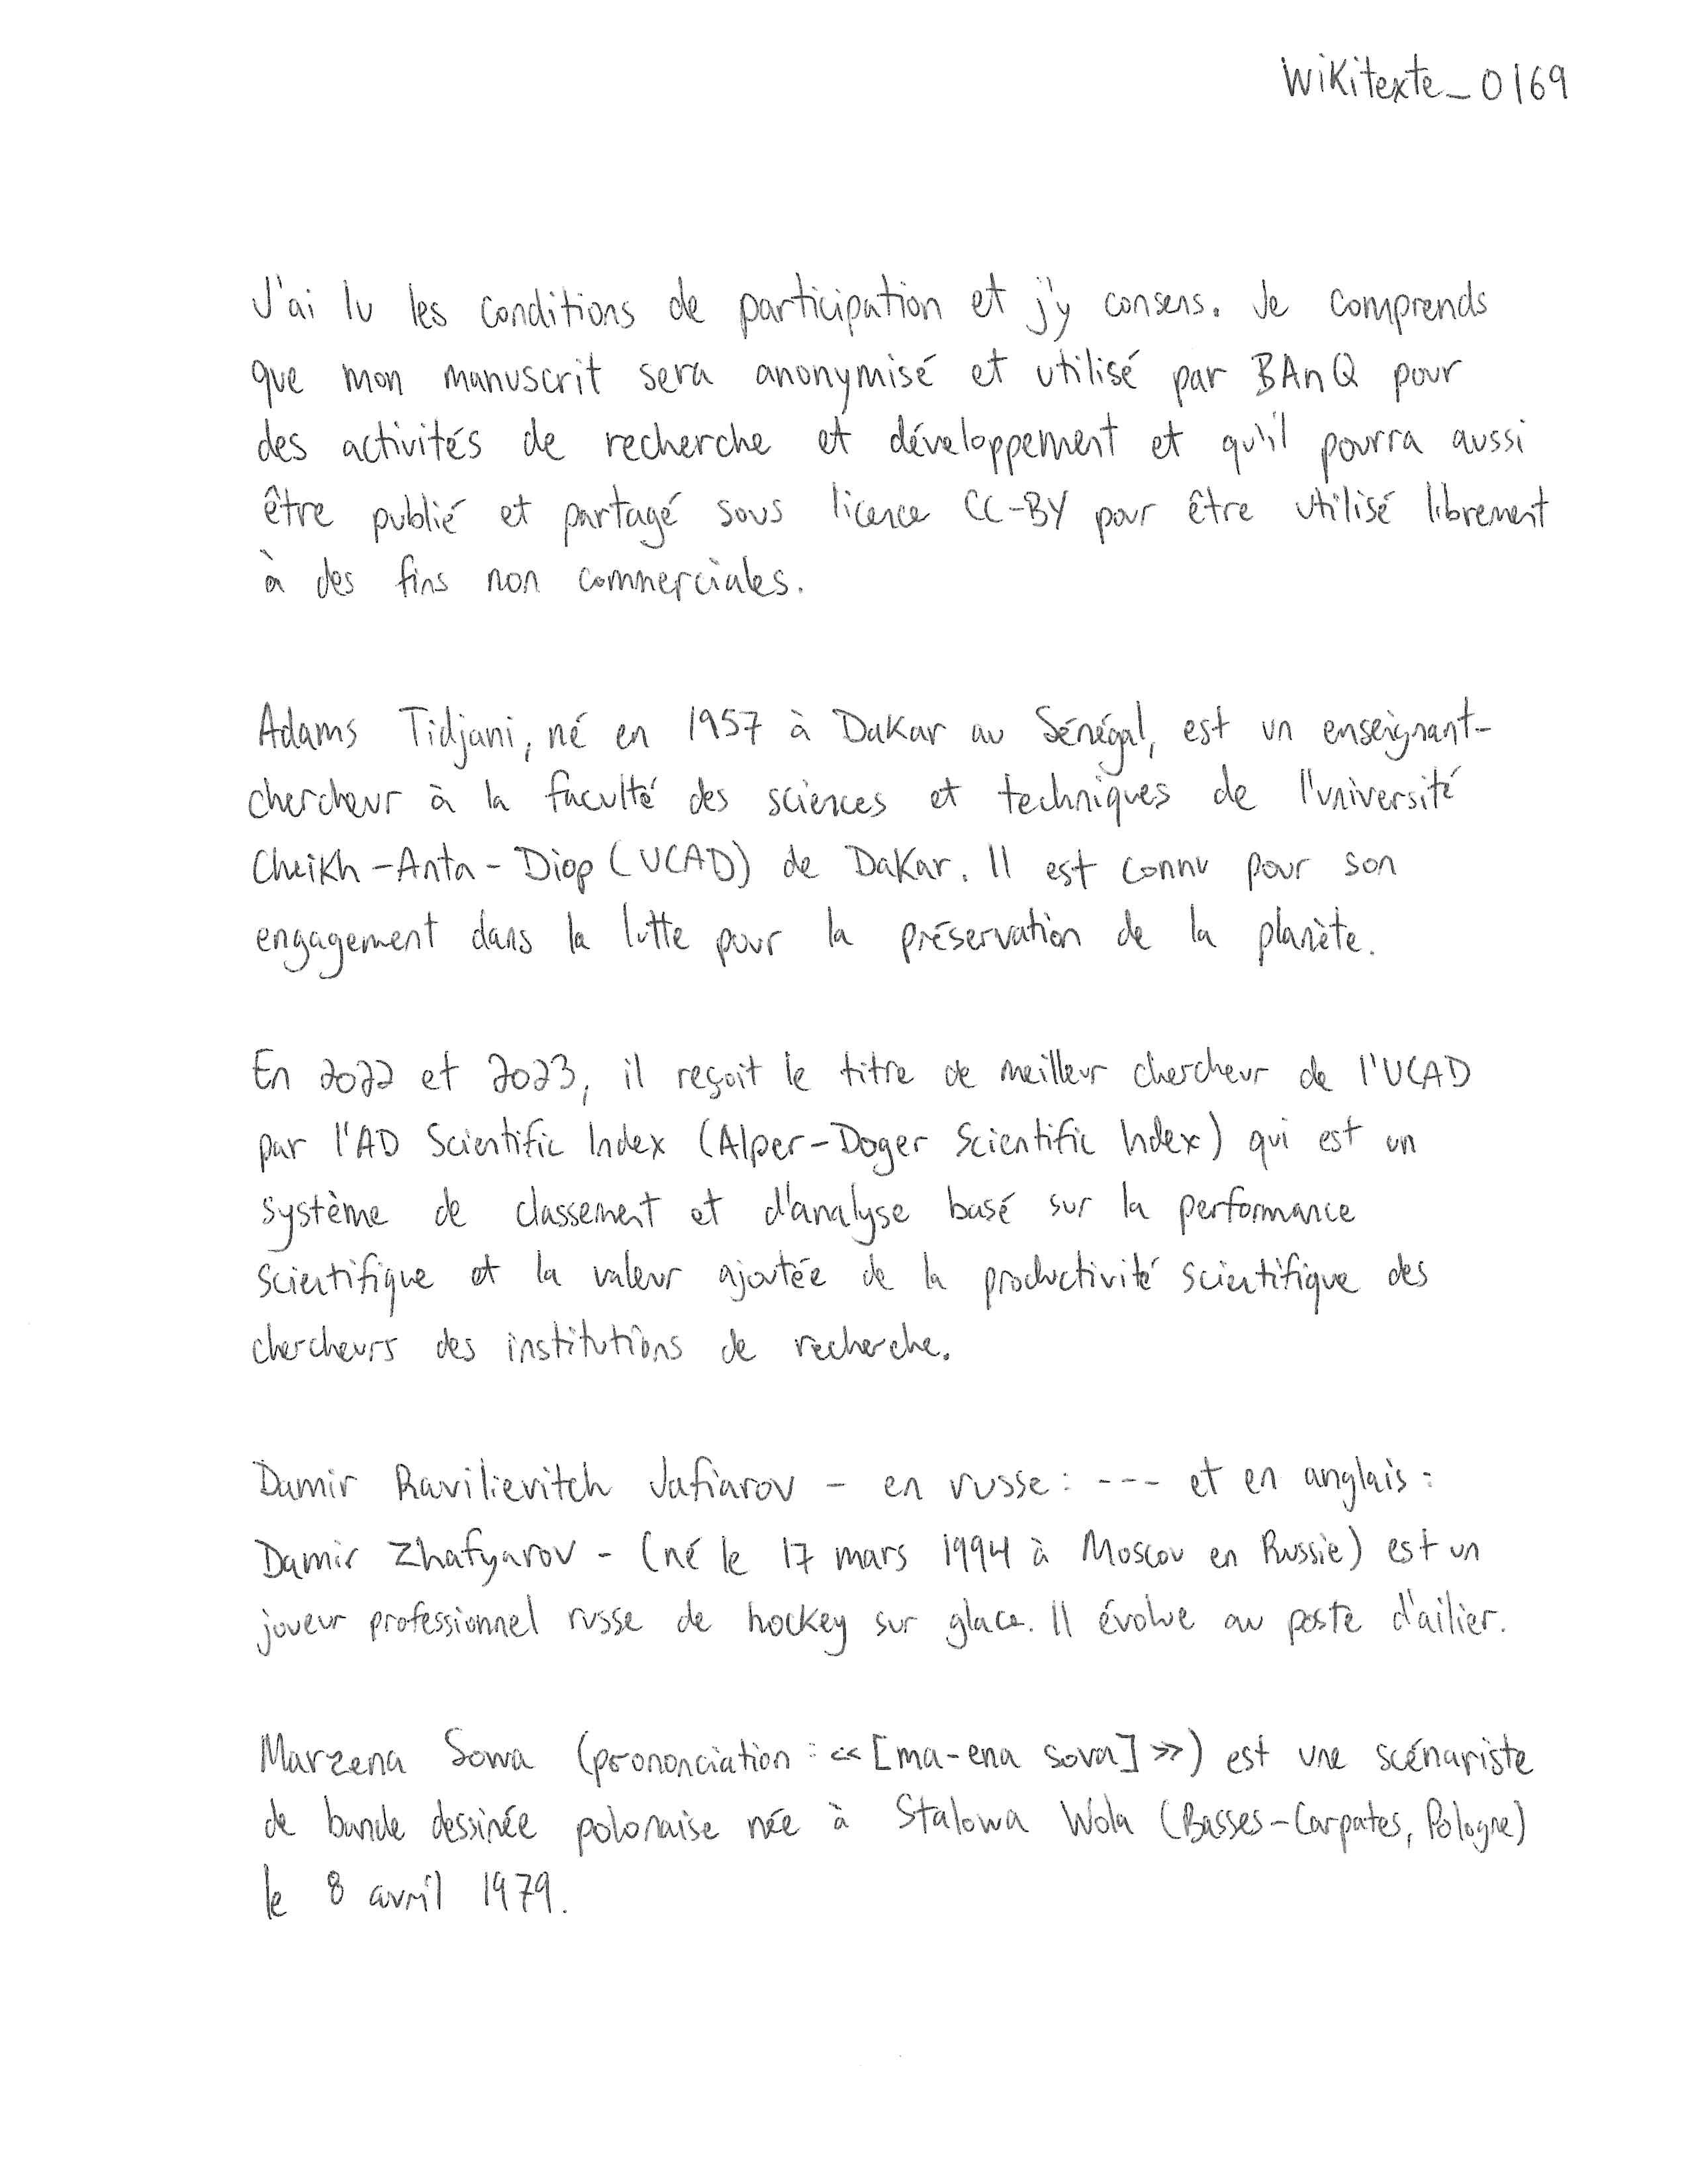 Wikitexte_0169
J'ai lu les conditions de participation et j'y consens. Je comprends
que mon manuscrit sera anonymisé et utilisé par BAnQ pour
des activités de recherche et développement et qu'il pourra aussi
être publié et partagé sous licence CC-BY pour être utilisé librement
à des fins non commerciales.
Adams Tidjani, né en 1957 à Dakar au Sénégal, est un enseignant-
chercheur à la faculté des sciences et techniques de l'université
Cheikh-Anta-Diop (UCAD) de Dakar. Il est connu pour son
engagement dans la lutte pour la préservation de la planète.
En 2022 et 2023, il reçoit le titre de meilleur chercheur de l'UCAD
par l'AD Scientific Index (Alper-Doger Scientific Index) qui est un
système de classement et d'analyse basé sur la performance
scientifique et la valeur ajoutée de la productivité scientifique des
chercheurs des institutions de recherche.
Damir Ravilievitch Jafiarov - en russe : --- et en anglais :
Damir Zhafyarov - (né le 17 mars 1994 à Moscou en Russie) est un
joueur professionnel russe de hockey sur glace. Il évolue au poste d'ailier.
Marzena Sowa (prononciation : « [ma-ena sova] ») est une scénariste
de bande dessinée polonaise née à Stalowa Wola (Basses-Carpates, Pologne)
le 8 avril 1979.